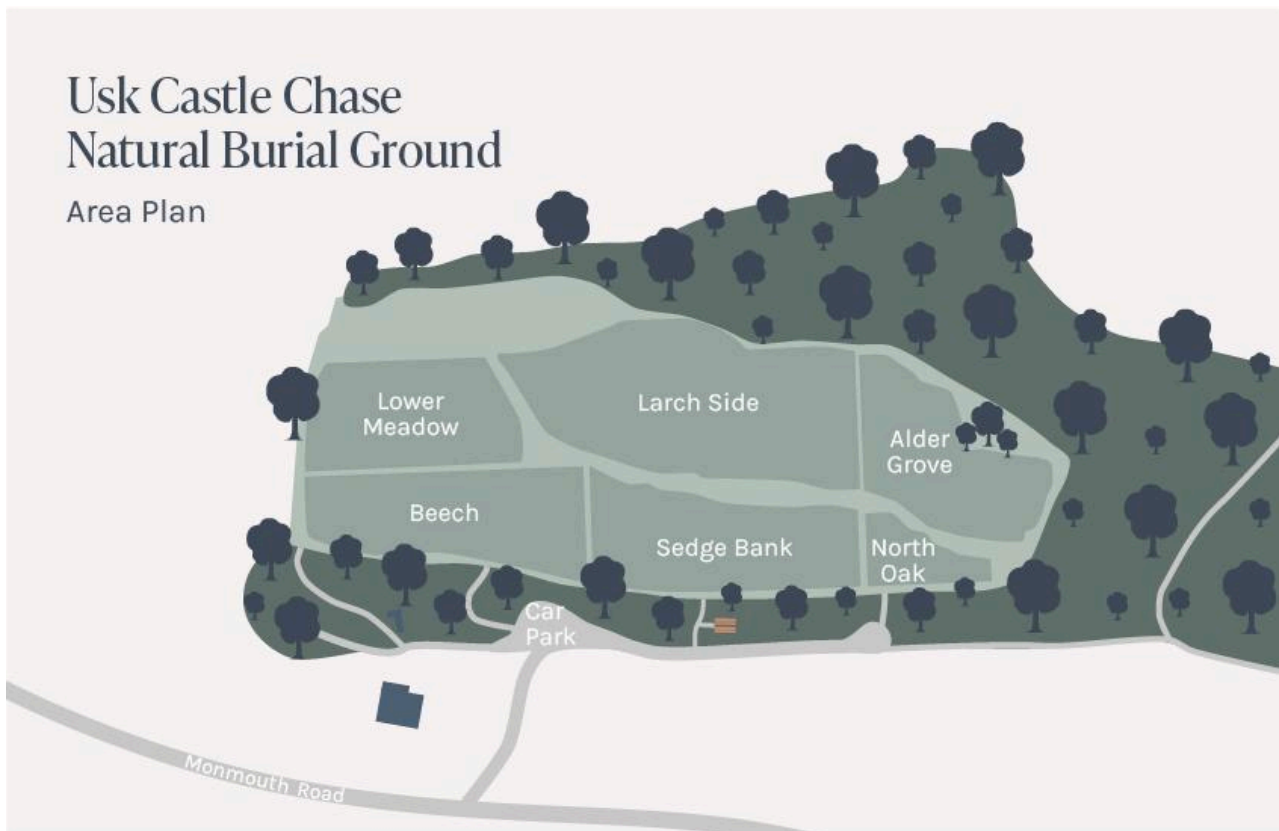 Usk Castle Chase
Natural Burial Ground
Area Plan
Lower
Meadow
Larch Side
Alder
Grove
Beech
Sedge Bank
North
Oak
Car
Park
Monmouth Road